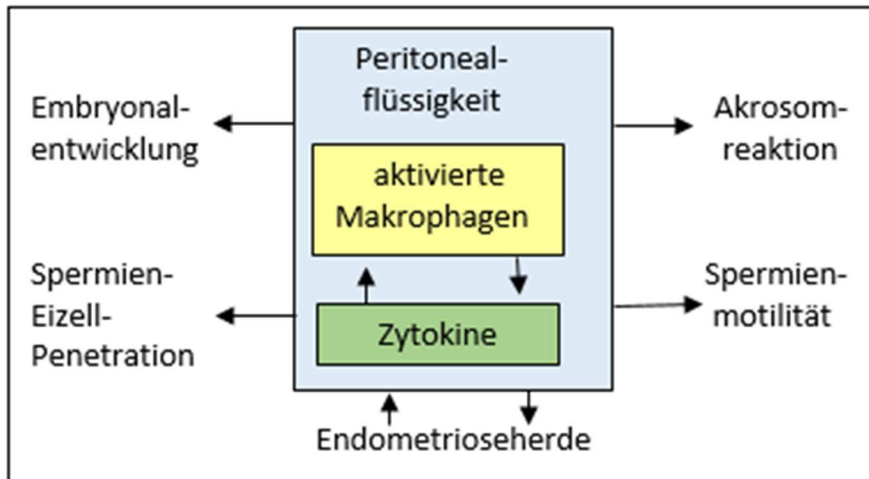 Peritoneal-
flüssigkeit
Embryonal-
entwicklung
Akrosom-
reaktion
aktivierte
Makrophagen
Spermien-
Eizell-
Penetration
Spermien-
motilität
Zytokine
Endometrioseherde